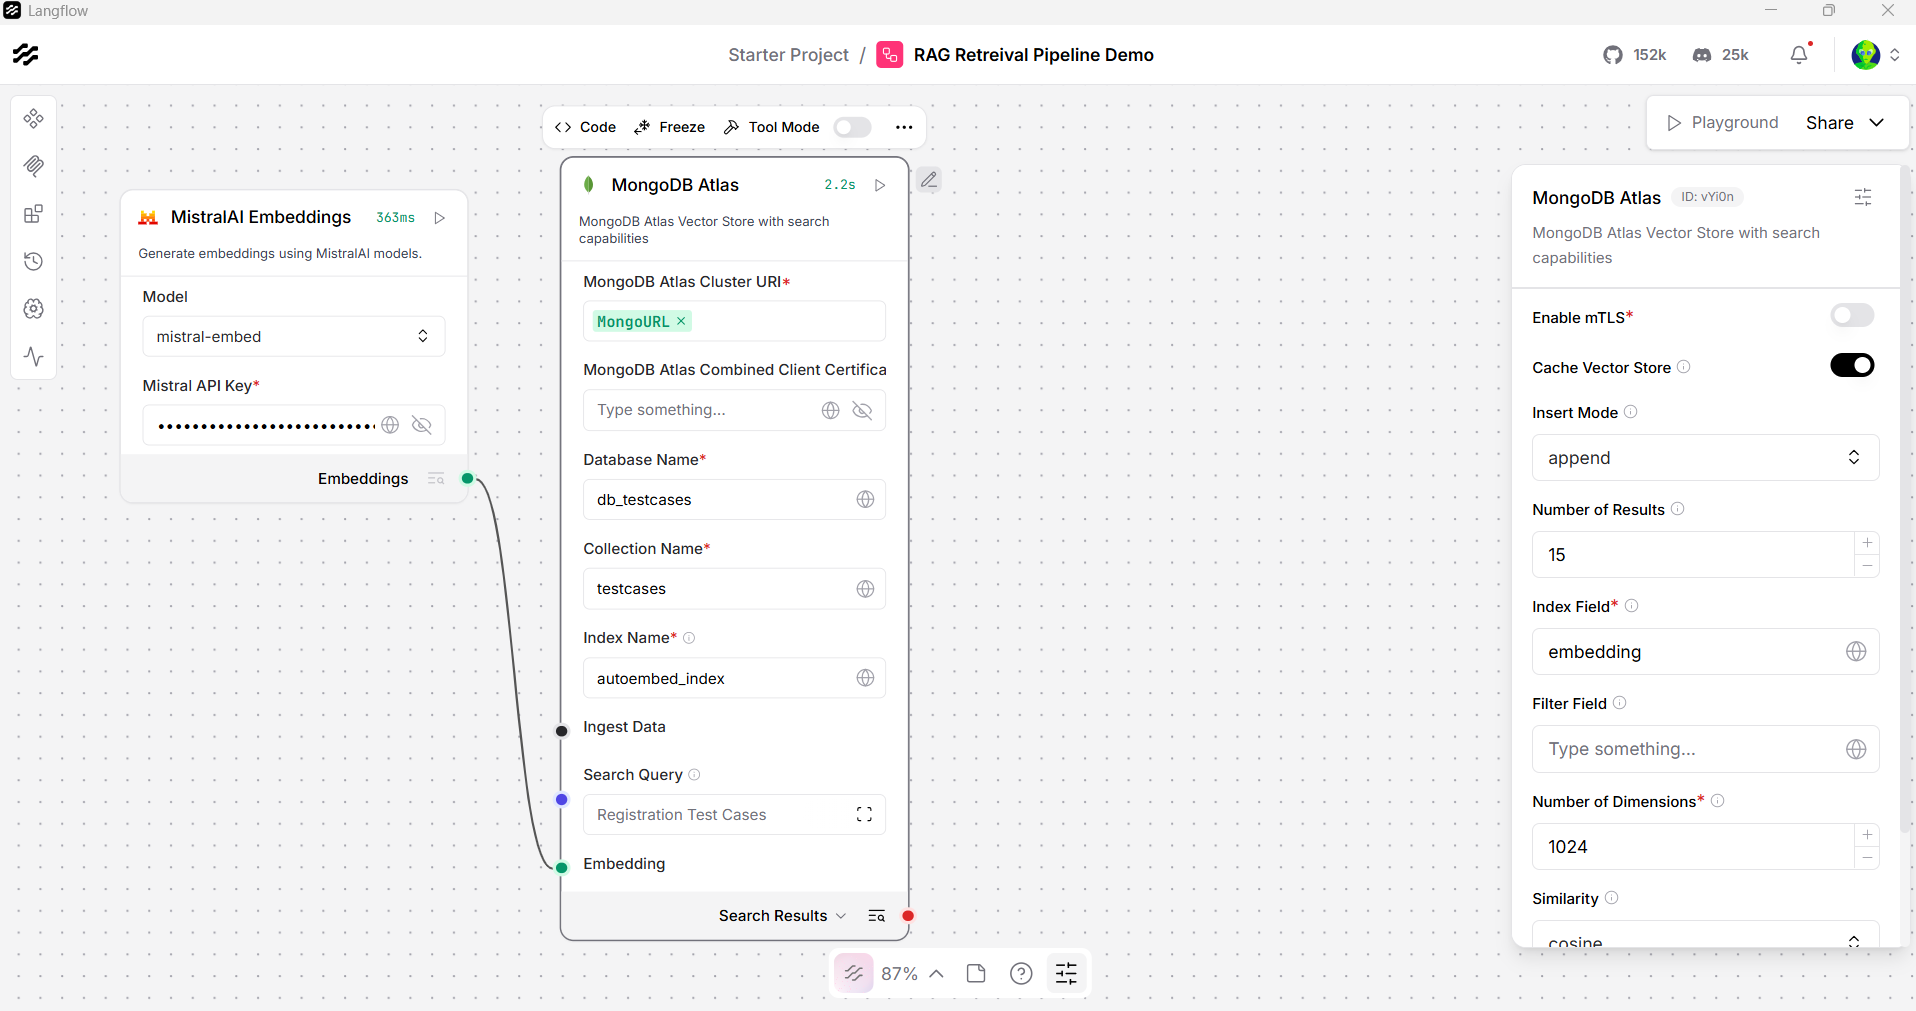 Langflow
Starter Project / RAG Retreival Pipeline Demo
152k
25k
Code
Freeze
Tool Mode
Playground
Share
MistralAI Embeddings
363ms
Generate embeddings using MistralAI models.
Model
mistral-embed
Mistral API Key*
Embeddings
MongoDB Atlas
2.2s
MongoDB Atlas Vector Store with search
capabilities
MongoDB Atlas Cluster URI*
MongoURL ×
MongoDB Atlas Combined Client Certifica
Type something...
Database Name*
db_testcases
Collection Name*
testcases
Index Name*
autoembed_index
Ingest Data
Search Query
Registration Test Cases
Embedding
Search Results
87%
MongoDB Atlas
ID: vYi0n
MongoDB Atlas Vector Store with search
capabilities
Enable mTLS*
Cache Vector Store
Insert Mode
append
Number of Results
15
Index Field*
embedding
Filter Field
Type something...
Number of Dimensions*
1024
Similarity
cosine